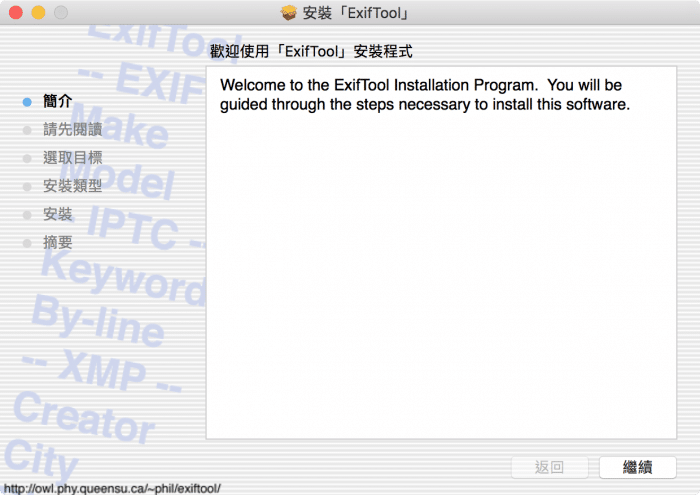 安裝「ExifTool」
歡迎使用「ExifTool」安裝程式
簡介
請先閱讀
選取目標
安裝類型
安裝
摘要
Welcome to the ExifTool Installation Program. You will be
guided through the steps necessary to install this software.
ExifTool
-- EXIF
Make
Model
- IPTC --
Keyword
By-line
-- XMP --
Creator
City
http://owl.phy.queensu.ca/~phil/exiftool/
返回
繼續